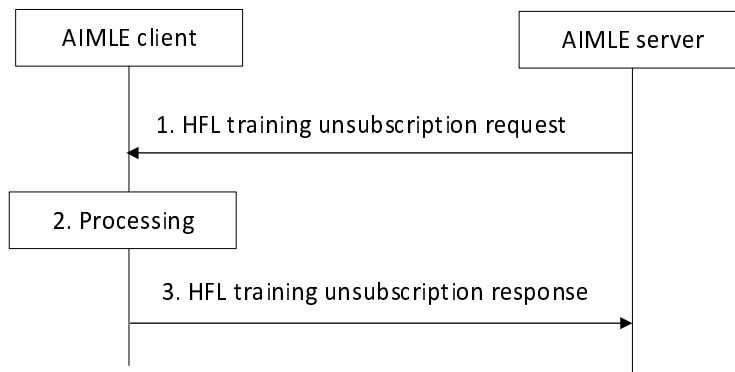 AIMLE client
AIMLE server
1. HFL training unsubscription request
2. Processing
3. HFL training unsubscription response